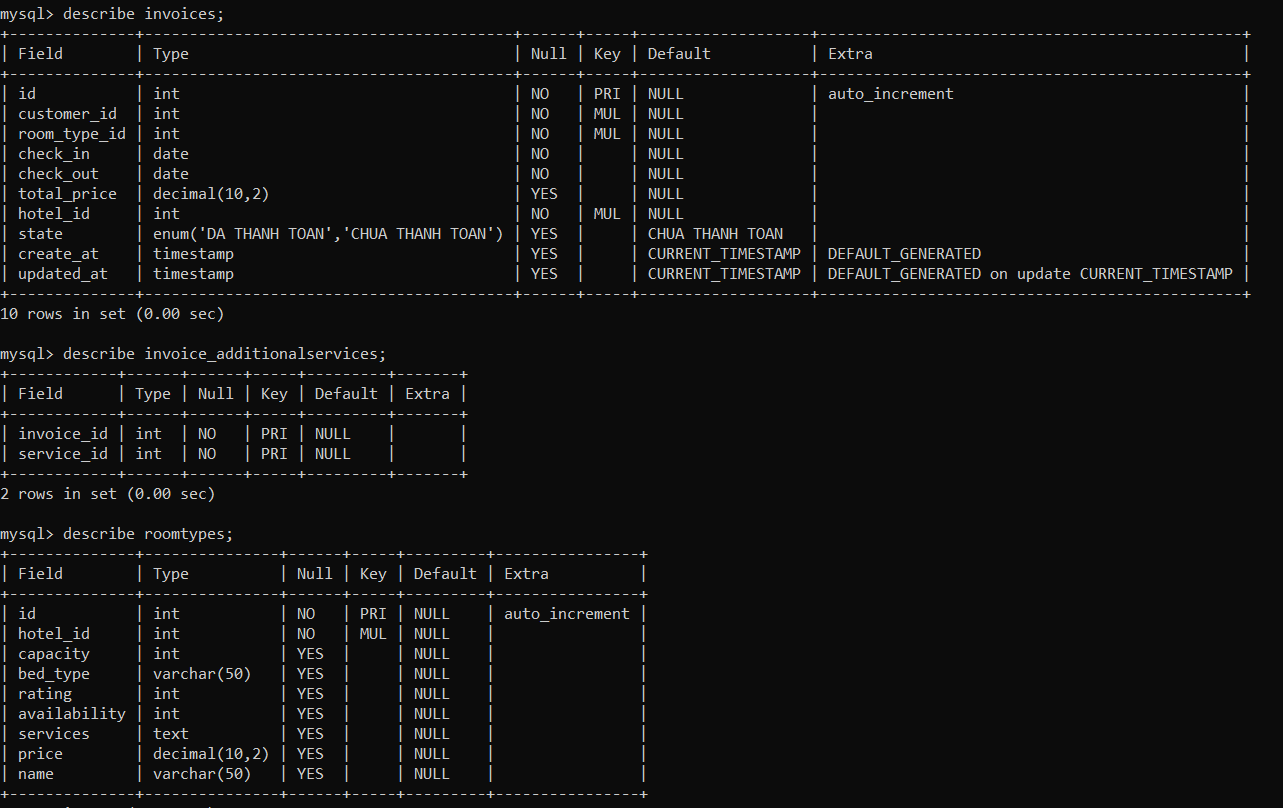 mysql> describe invoices;
+--------------+-----------------------------------------+------+-----+-------------------+-----------------------------------------------+
| Field        | Type                                    | Null | Key | Default           | Extra                                         |
+--------------+-----------------------------------------+------+-----+-------------------+-----------------------------------------------+
| id           | int                                     | NO   | PRI | NULL              | auto_increment                                |
| customer_id  | int                                     | NO   | MUL | NULL              |                                               |
| room_type_id | int                                     | NO   | MUL | NULL              |                                               |
| check_in     | date                                    | NO   |     | NULL              |                                               |
| check_out    | date                                    | NO   |     | NULL              |                                               |
| total_price  | decimal(10,2)                           | YES  |     | NULL              |                                               |
| hotel_id     | int                                     | NO   | MUL | NULL              |                                               |
| state        | enum('DA THANH TOAN','CHUA THANH TOAN') | YES  |     | CHUA THANH TOAN   |                                               |
| create_at    | timestamp                               | YES  |     | CURRENT_TIMESTAMP | DEFAULT_GENERATED                             |
| updated_at   | timestamp                               | YES  |     | CURRENT_TIMESTAMP | DEFAULT_GENERATED on update CURRENT_TIMESTAMP |
+--------------+-----------------------------------------+------+-----+-------------------+-----------------------------------------------+
10 rows in set (0.00 sec)

mysql> describe invoice_additionalservices;
+------------+------+------+-----+---------+-------+
| Field      | Type | Null | Key | Default | Extra |
+------------+------+------+-----+---------+-------+
| invoice_id | int  | NO   | PRI | NULL    |       |
| service_id | int  | NO   | PRI | NULL    |       |
+------------+------+------+-----+---------+-------+
2 rows in set (0.00 sec)

mysql> describe roomtypes;
+--------------+---------------+------+-----+---------+----------------+
| Field        | Type          | Null | Key | Default | Extra          |
+--------------+---------------+------+-----+---------+----------------+
| id           | int           | NO   | PRI | NULL    | auto_increment |
| hotel_id     | int           | NO   | MUL | NULL    |                |
| capacity     | int           | YES  |     | NULL    |                |
| bed_type     | varchar(50)   | YES  |     | NULL    |                |
| rating       | int           | YES  |     | NULL    |                |
| availability | int           | YES  |     | NULL    |                |
| services     | text          | YES  |     | NULL    |                |
| price        | decimal(10,2) | YES  |     | NULL    |                |
| name         | varchar(50)   | YES  |     | NULL    |                |
+--------------+---------------+------+-----+---------+----------------+